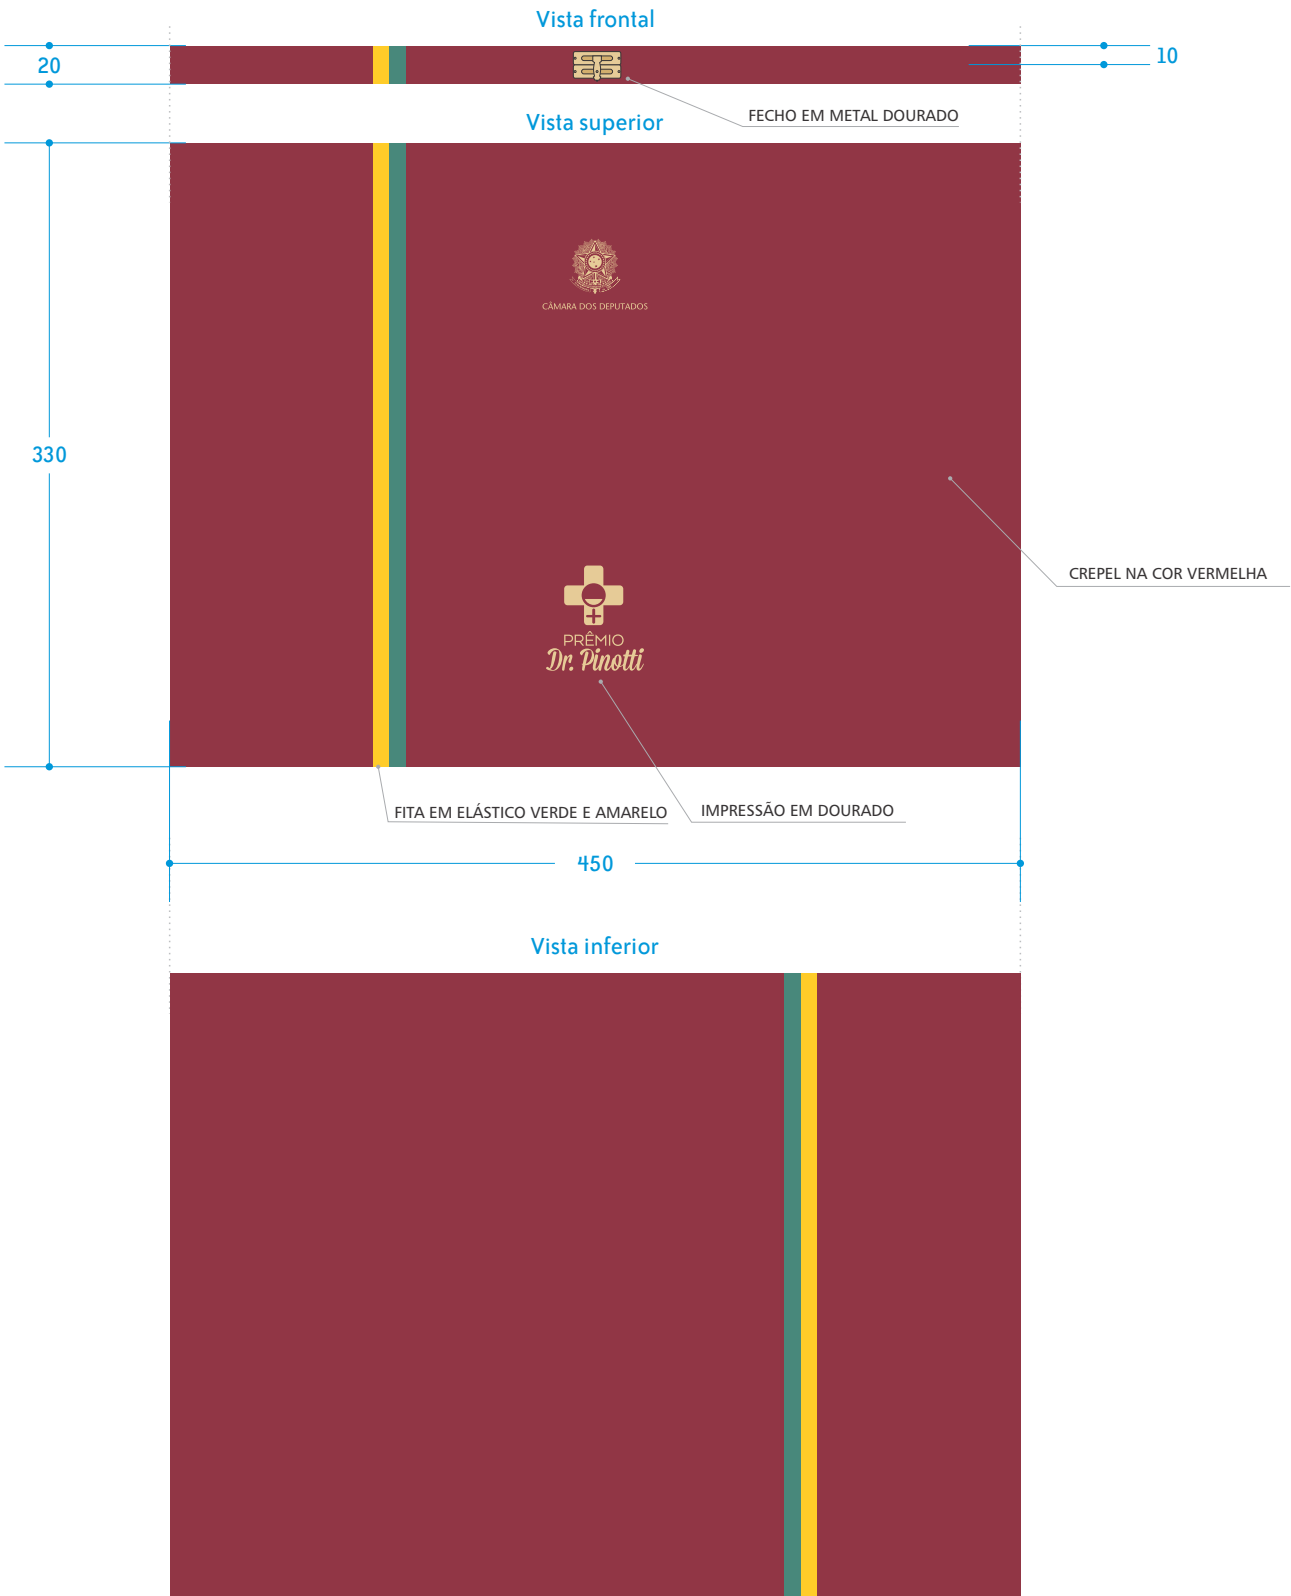 Vista frontal
20
10
FECHO EM METAL DOURADO
Vista superior
CÂMARA DOS DEPUTADOS
330
CREPEL NA COR VERMELHA
PRÊMIO
Dr. Pinotti
FITA EM ELÁSTICO VERDE E AMARELO
IMPRESSÃO EM DOURADO
450
Vista inferior